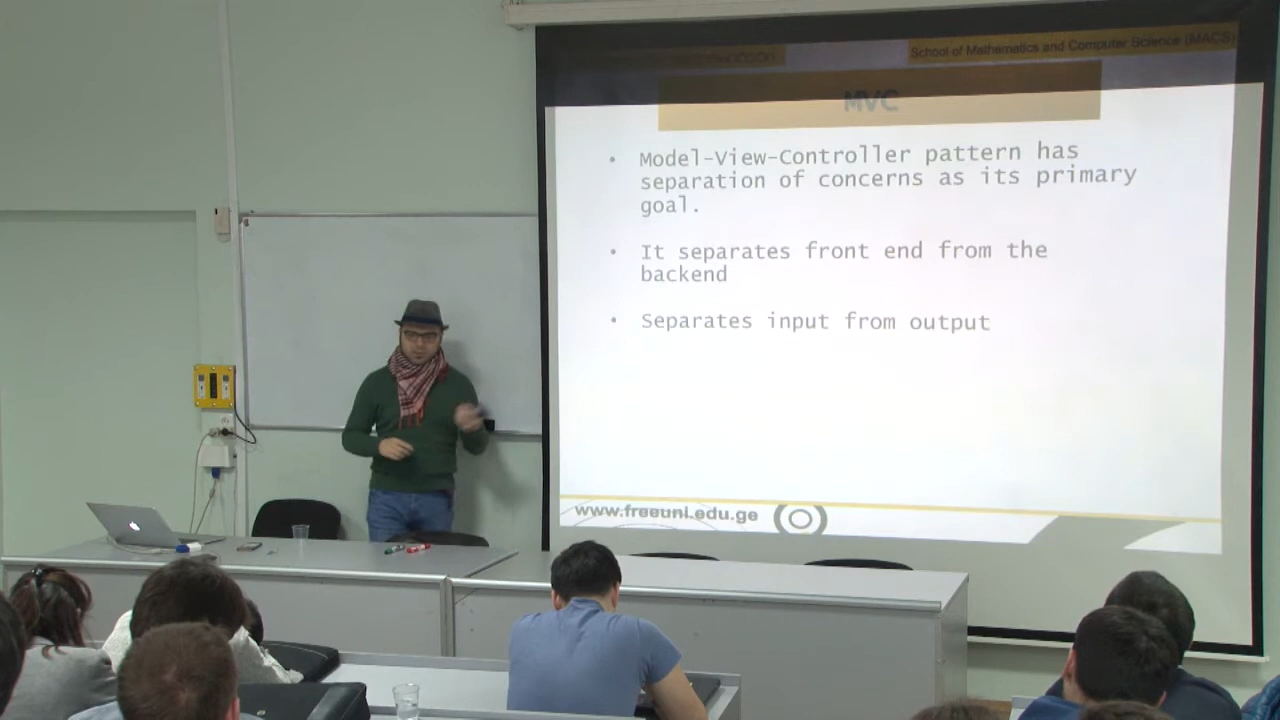 School of Mathematics and Computer Science (MACS)
MVC
• Model-View-Controller pattern has
separation of concerns as its primary
goal.
• It separates front end from the
backend
• Separates input from output
www.freeuni.edu.ge